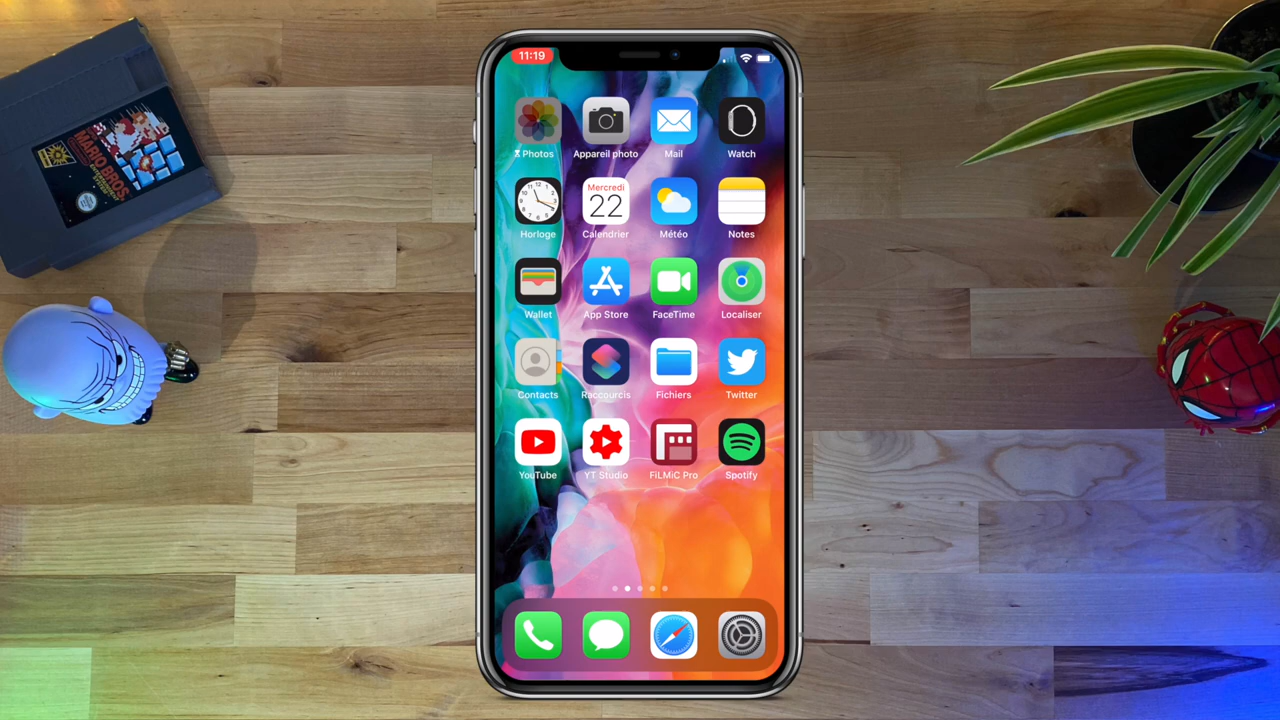 11:19
Photos
Appareil photo
Mail
Watch
Horloge
Mercredi
22
Calendrier
Météo
Notes
Wallet
App Store
FaceTime
Localiser
Contacts
Raccourcis
Fichiers
Twitter
YouTube
YT Studio
FiLMiC Pro
Spotify
MARIO BROS.